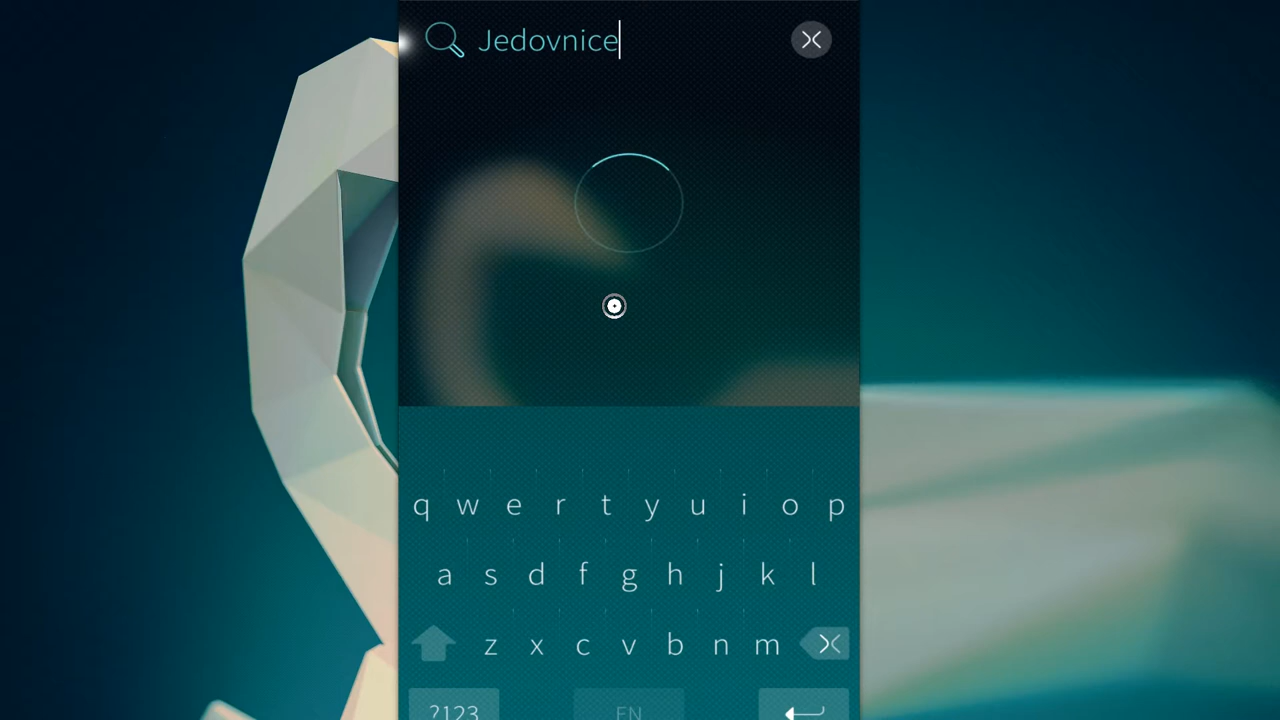 Jedovnice
q w e r t y u i o p
a s d f g h j k l
z x c v b n m
?123 EN